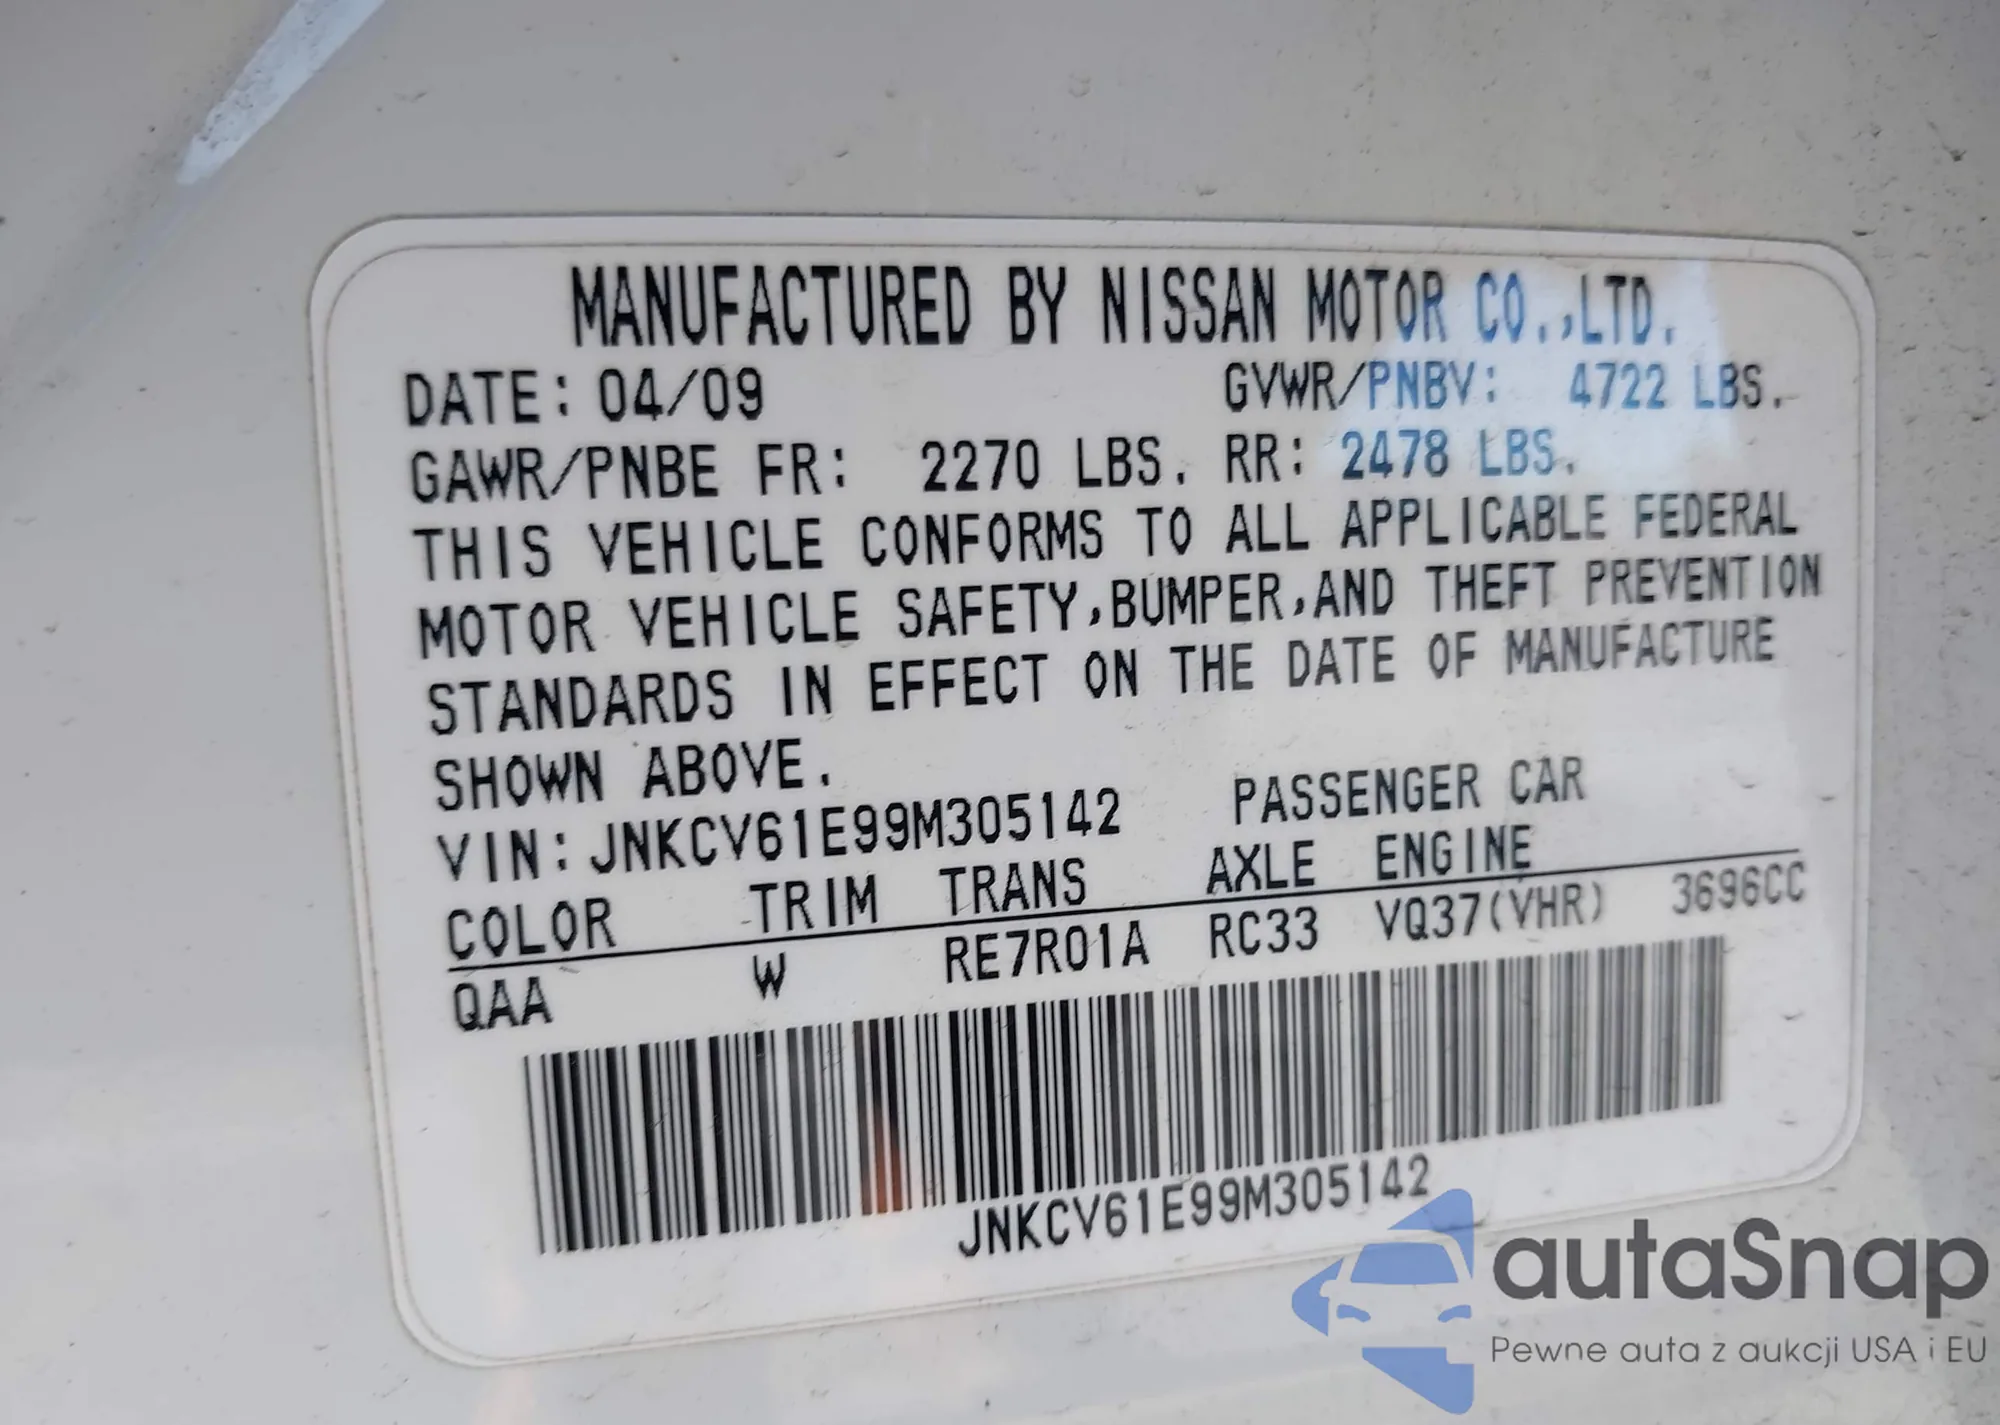 MANUFACTURED BY NISSAN MOTOR CO.,LTD.
DATE: 04/09 GVWR/PNBV: 4722 LBS.
GAWR/PNBE FR: 2270 LBS. RR: 2478 LBS.
THIS VEHICLE CONFORMS TO ALL APPLICABLE FEDERAL
MOTOR VEHICLE SAFETY,BUMPER,AND THEFT PREVENTION
STANDARDS IN EFFECT ON THE DATE OF MANUFACTURE
SHOWN ABOVE.
VIN:JNKCV61E99M305142 PASSENGER CAR
COLOR TRIM TRANS AXLE ENGINE
QAA W RE7R01A RC33 VQ37(VHR) 3696CC
JNKCV61E99M305142
autaSnap
Pewne auta z aukcji USA i EU